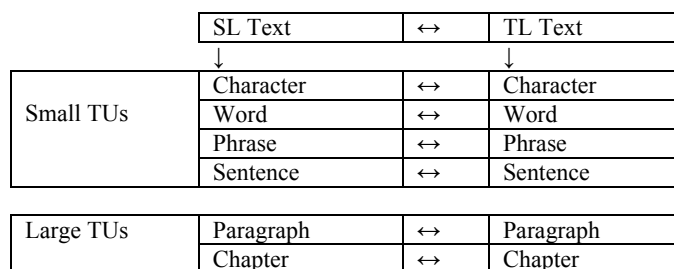 SL Text ↔ TL Text
↓ ↓
Character ↔ Character
Small TUs Word ↔ Word
Phrase ↔ Phrase
Sentence ↔ Sentence
Large TUs Paragraph ↔ Paragraph
Chapter ↔ Chapter